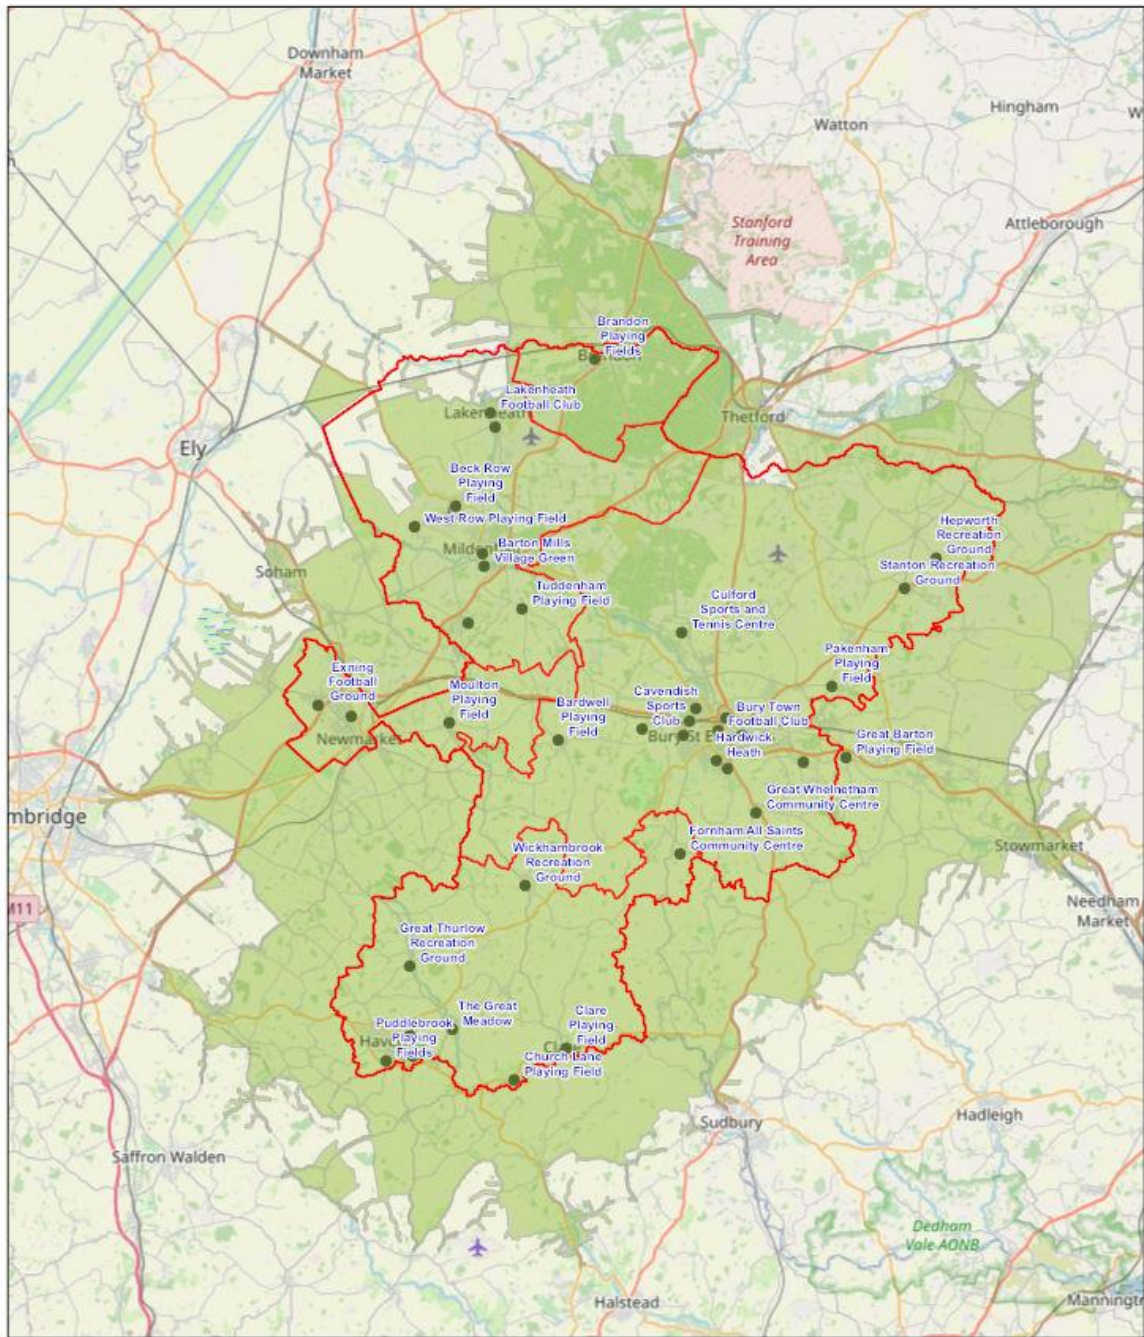 Downham
Market
Hingham
Watton
Attleborough
Stanford
Training
Area
Brandon
Playing
Fields
Lakenheath
Football Club
Thetford
Ely
Beck Row
Playing
Field
West Row Playing Field
Barton Mills
Village Green
Hepworth
Recreation
Ground
Stanton Recreation
Ground
Soham
Tuddenham
Playing Field
Culford
Sports and
Tennis Centre
Pakenham
Playing
Field
Exning
Football
Ground
Moulton
Playing
Field
Bardwell
Playing
Field
Cavendish
Sports
Club
Bury Town
Football Club
Hardwick
Heath
Great Barton
Playing Field
Newmarket
Great Whelnetham
Community Centre
mbridge
Fornham All Saints
Community Centre
Stowmarket
Wickhambrook
Recreation
Ground
M11
Needham
Market
Great Thurlow
Recreation
Ground
The Great
Meadow
Clare
Playing
Field
Puddlebrook
Playing
Fields
Church Lane
Playing Field
Sudbury
Hadleigh
Saffron Walden
Dedham
Vale AONB
Halstead
Manningtr